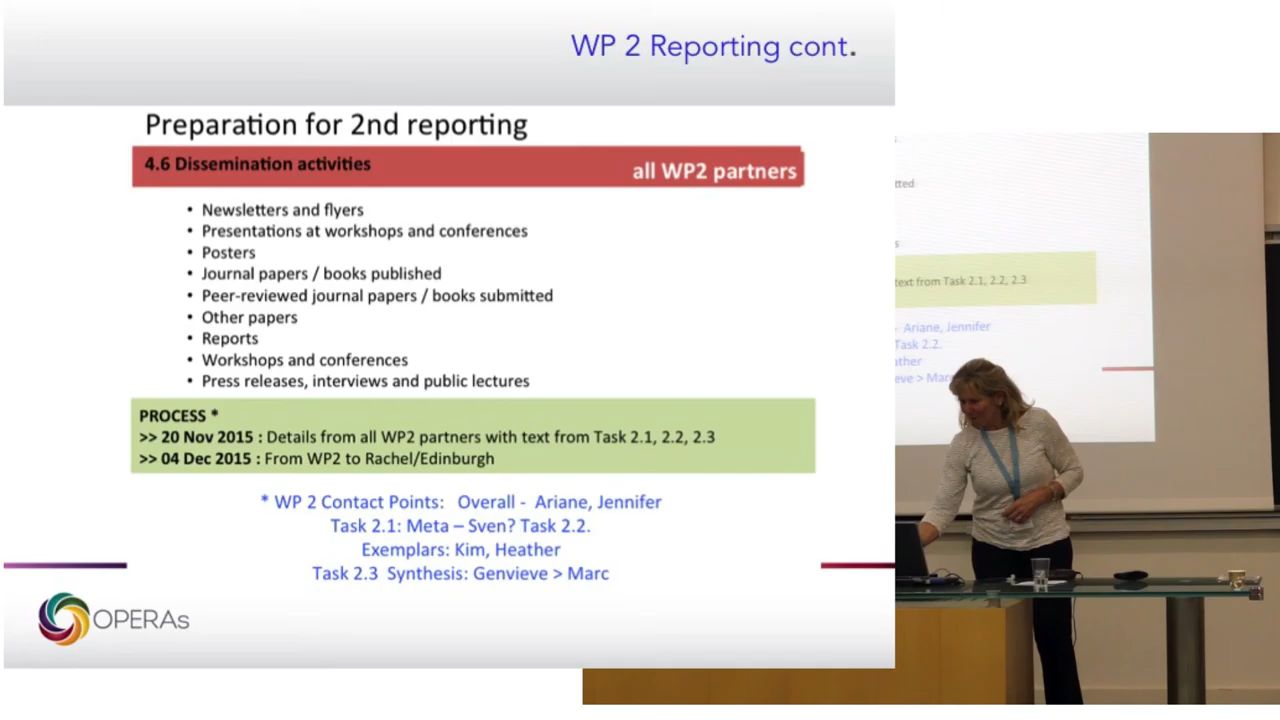 WP 2 Reporting cont.
Preparation for 2nd reporting
4.6 Dissemination activities
all WP2 partners
• Newsletters and flyers
• Presentations at workshops and conferences
• Posters
• Journal papers / books published
• Peer-reviewed journal papers / books submitted
• Other papers
• Reports
• Workshops and conferences
• Press releases, interviews and public lectures
PROCESS *
>> 20 Nov 2015 : Details from all WP2 partners with text from Task 2.1, 2.2, 2.3
>> 04 Dec 2015 : From WP2 to Rachel/Edinburgh
* WP 2 Contact Points: Overall - Ariane, Jennifer
Task 2.1: Meta – Sven? Task 2.2.
Exemplars: Kim, Heather
Task 2.3 Synthesis: Genvieve > Marc
OPERAs
tted
s
text from Task 2.1, 2.2, 2.3
- Ariane, Jennifer
Task 2.2.
ather
eve > Marc